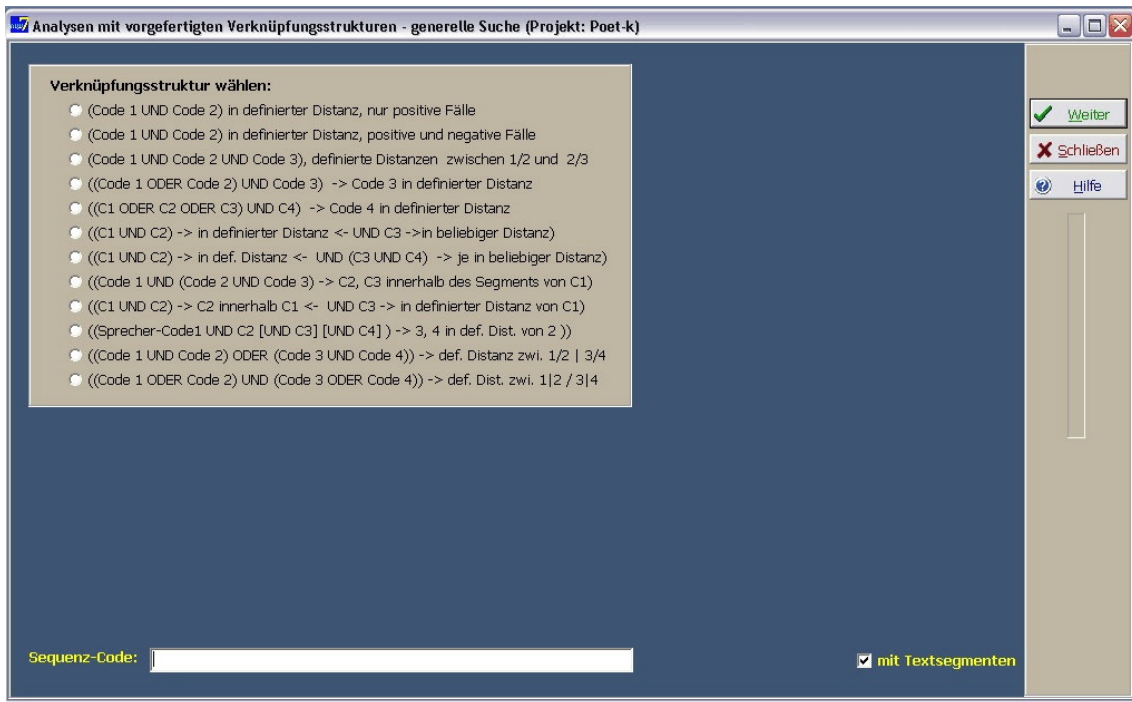 Analysen mit vorgefertigten Verknüpfungsstrukturen - generelle Suche (Projekt: Poet-k)
Verknüpfungsstruktur wählen:
(Code 1 UND Code 2) in definierter Distanz, nur positive Fälle
(Code 1 UND Code 2) in definierter Distanz, positive und negative Fälle
(Code 1 UND Code 2 UND Code 3), definierte Distanzen zwischen 1/2 und 2/3
((Code 1 ODER Code 2) UND Code 3) -> Code 3 in definierter Distanz
((C1 ODER C2 ODER C3) UND C4) -> Code 4 in definierter Distanz
((C1 UND C2) -> in definierter Distanz <- UND C3 ->in beliebiger Distanz)
((C1 UND C2) -> in def. Distanz <- UND (C3 UND C4) -> je in beliebiger Distanz)
((Code 1 UND (Code 2 UND Code 3) -> C2, C3 innerhalb des Segments von C1)
((C1 UND C2) -> C2 innerhalb C1 <- UND C3 -> in definierter Distanz von C1)
((Sprecher-Code1 UND C2 [UND C3] [UND C4] ) -> 3, 4 in def. Dist. von 2 ))
((Code 1 UND Code 2) ODER (Code 3 UND Code 4)) -> def. Distanz zwi. 1/2 | 3/4
((Code 1 ODER Code 2) UND (Code 3 ODER Code 4)) -> def. Dist. zwi. 1|2 / 3|4
Weiter
Schließen
Hilfe
Sequenz-Code:
mit Textsegmenten